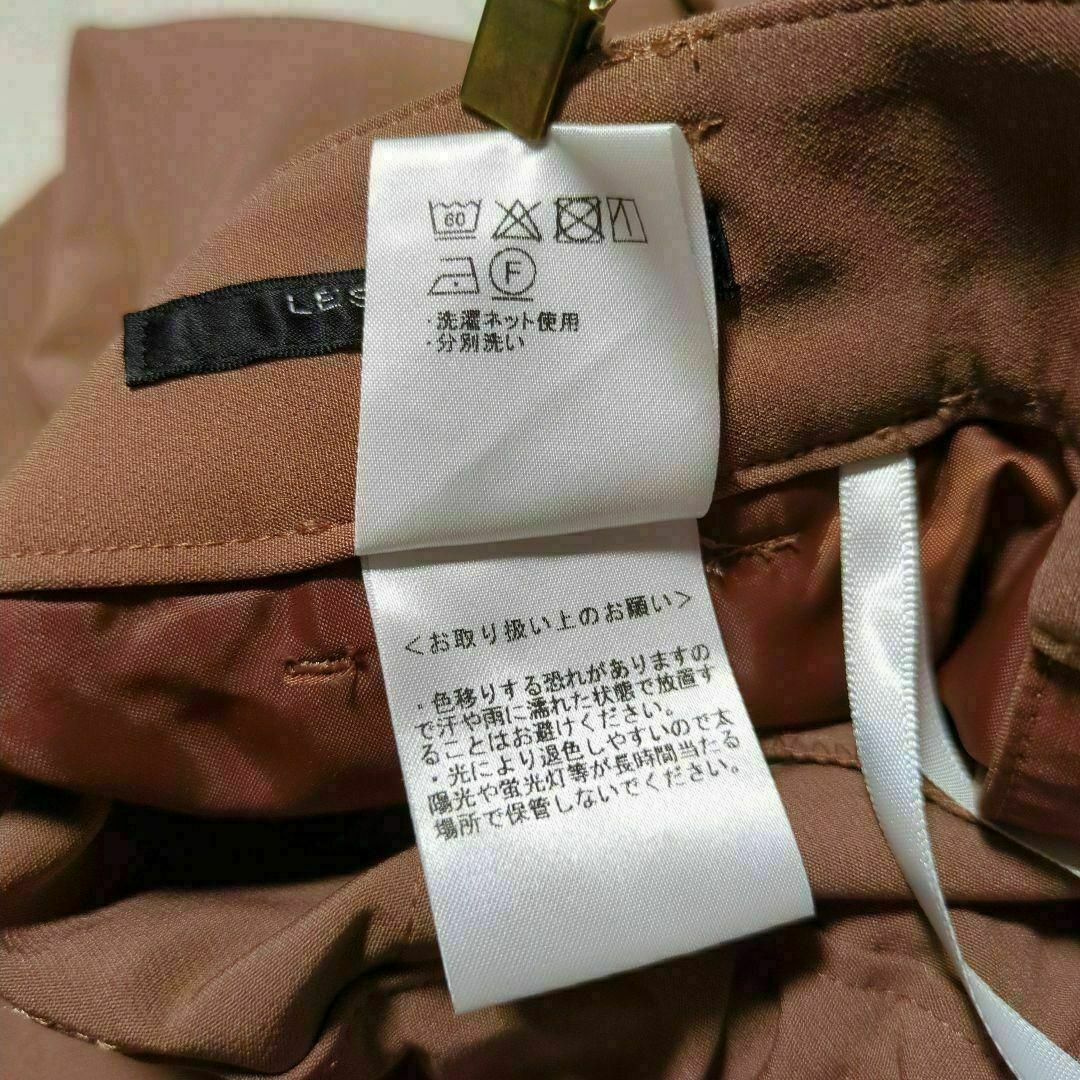 60
F
・洗濯ネット使用
・分別洗い
LES
＜お取り扱い上のお願い＞
・色移りする恐れがありますの
で汗や雨に濡れた状態で放置す
ることはお避けください。
・光により退色しやすいので太
陽光や蛍光灯等が長時間当たる
場所で保管しないでください。